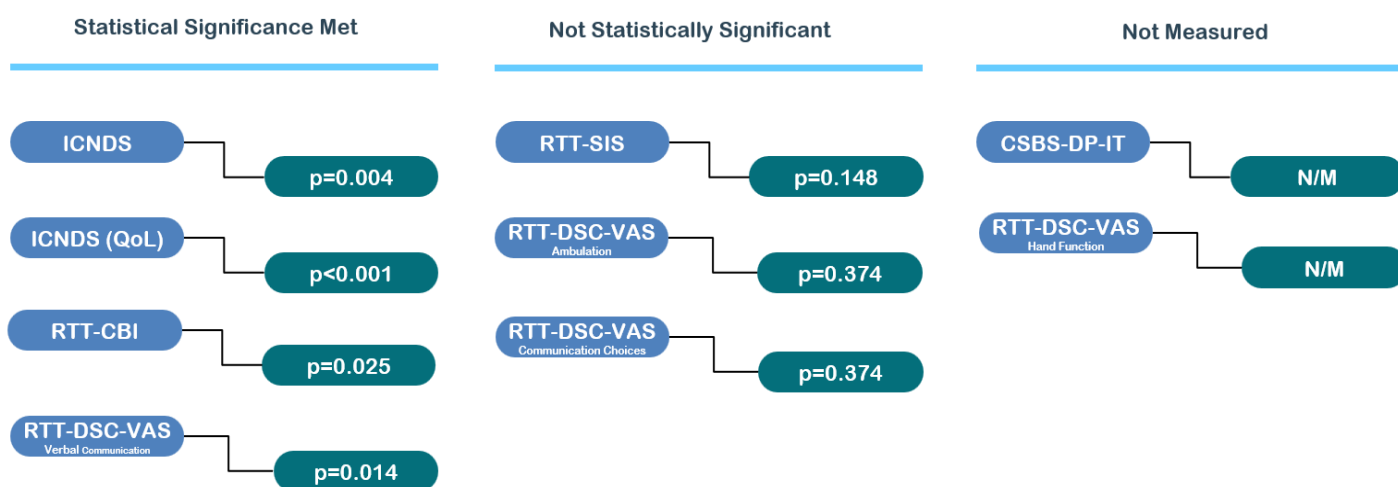 Statistical Significance Met
ICNDS
p=0.004
ICNDS (QoL)
p<0.001
RTT-CBI
p=0.025
RTT-DSC-VAS
Verbal Communication
p=0.014
Not Statistically Significant
RTT-SIS
p=0.148
RTT-DSC-VAS
Ambulation
p=0.374
RTT-DSC-VAS
Communication Choices
p=0.374
Not Measured
CSBS-DP-IT
N/M
RTT-DSC-VAS
Hand Function
N/M